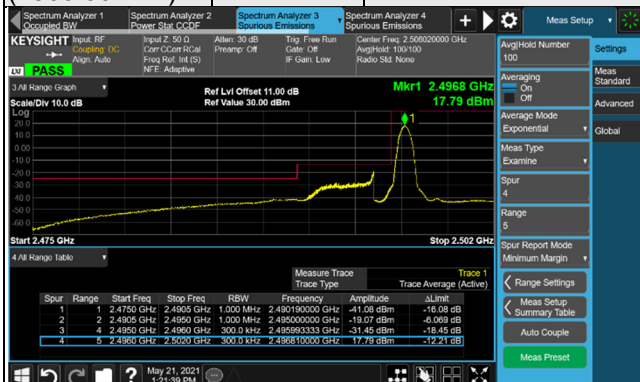 Spectrum Analyzer 1
Occupied BW
Spectrum Analyzer 2
Power Stat CCDF
Spectrum Analyzer 3
Spurious Emissions
Spectrum Analyzer 4
Spurious Emissions
Meas Setup
KEYSIGHT
Input: RF
Coupling: DC
Align: Auto
Input Z: 50 Ω
Corr CCorr RCal
Freq Ref: Int (S)
NFE: Adaptive
Atten: 30 dB
Preamp: Off
Trig: Free Run
Gate: Off
IF Gain: Low
Center Freq: 2.506020000 GHz
Avg|Hold: 100/100
Radio Std: None
LXI PASS
3 All Range Graph
Scale/Div 10.0 dB
Ref Lvl Offset 11.00 dB
Ref Value 30.00 dBm
Mkr1 2.4968 GHz
17.79 dBm
Log
20.0
10.0
0.00
-10.0
-20.0
-30.0
-40.0
-50.0
-60.0
1
Start 2.475 GHz
Stop 2.502 GHz
4 All Range Table
Measure Trace Trace 1
Trace Type Trace Average (Active)
Spur Range Start Freq Stop Freq RBW Frequency Amplitude ΔLimit
1 1 2.4750 GHz 2.4905 GHz 1.000 MHz 2.490190000 GHz -41.08 dBm -16.08 dB
2 2 2.4905 GHz 2.4950 GHz 1.000 MHz 2.495000000 GHz -19.07 dBm -6.069 dB
3 4 2.4950 GHz 2.4960 GHz 300.0 kHz 2.495993333 GHz -31.45 dBm -18.45 dB
4 5 2.4960 GHz 2.5020 GHz 300.0 kHz 2.496810000 GHz 17.79 dBm -12.21 dB
Avg|Hold Number
100
Averaging
On
Off
Average Mode
Exponential
Meas Type
Examine
Spur
4
Range
5
Spur Report Mode
Minimum Margin
Range Settings
Meas Setup
Summary Table
Auto Couple
Meas Preset
Settings
Meas
Standard
Advanced
Global
May 21, 2021
1:21:39 PM